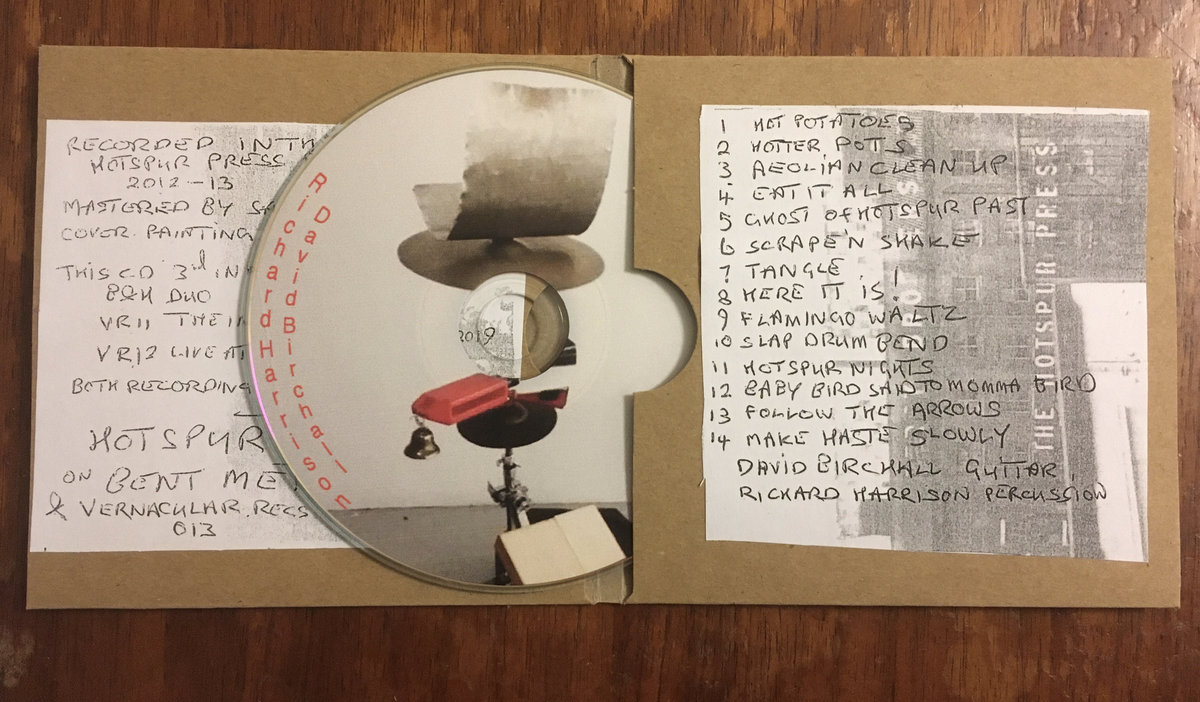 RECORDED IN TH
HOTSPUR PRESS
2012-13
MASTERED BY
COVER PAINTING
THIS CD 3rd IN
B&H DUO
VR11 THE
VR12 LIVE AT
BOTH RECORDING
HOTSPUR
ON BENT ME
& VERNACULAR.RECS
013
David Birchall
Richard Harrison
2019
1 HOT POTATOES
2 HOTTER POTS
3 AEOLIAN CLEAN UP
4 EAT IT ALL
5 GHOST OF HOTSPUR PAST
6 SCRAPE'N SHAKE
7 TANGLE
8 HERE IT IS!
9 FLAMINGO WALTZ
10 SLAP DRUM BEND
11 HOTSPUR NIGHTS
12 BABY BIRD SAID TO MOMMA BIRD
13 FOLLOW THE ARROWS
14 MAKE HASTE SLOWLY
DAVID BIRCHALL GUITAR
RICHARD HARRISON PERCUSSION
THE HOTSPUR PRESS